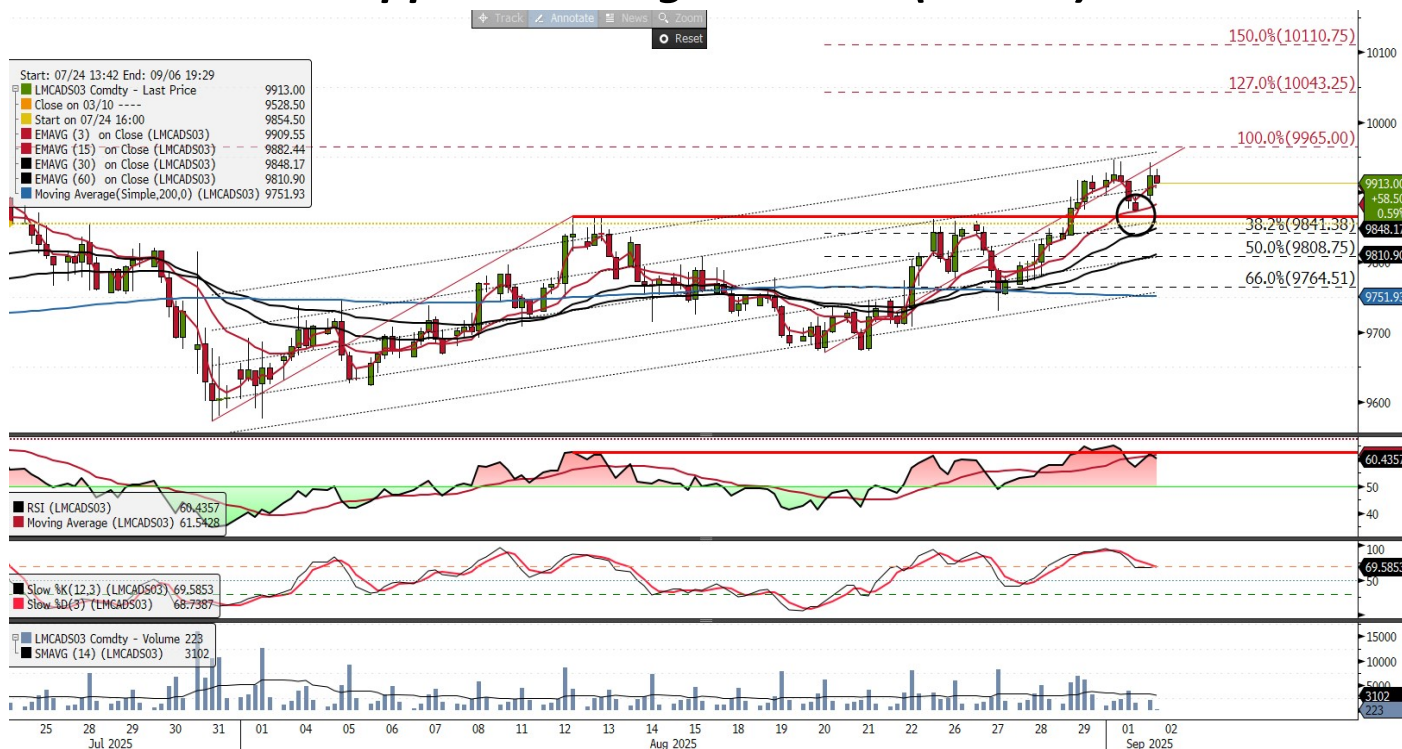 Track Annotate News Zoom
Reset
Start: 07/24 13:42 End: 09/06 19:29
LMCADS03 Comdty - Last Price 9913.00
Close on 03/10 ---- 9528.50
Start on 07/24 16:00 9854.50
EMAVG (3) on Close (LMCADS03) 9909.55
EMAVG (15) on Close (LMCADS03) 9882.44
EMAVG (30) on Close (LMCADS03) 9848.17
EMAVG (60) on Close (LMCADS03) 9810.90
Moving Average(Simple,200,0) (LMCADS03) 9751.93
150.0%(10110.75)
10100
127.0%(10043.25)
10000
100.0%(9965.00)
9913.00
+58.50
0.59%
38.2%(9841.38)
9848.17
50.0%(9808.75)
9810.90
9800
66.0%(9764.51)
9751.93
9700
9600
60.4357
50
40
RSI (LMCADS03) 60.4357
Moving Average (LMCADS03) 61.5428
100
69.5853
50
0
Slow %K(12,3) (LMCADS03) 69.5853
Slow %D(3) (LMCADS03) 68.7387
LMCADS03 Comdty - Volume 223
SMAVG (14) (LMCADS03) 3102
15000
10000
5000
3102
223
25 28 29 30 31 01 04 05 06 07 08 11 12 13 14 15 18 19 20 21 22 26 27 28 29 01 02
Jul 2025 Aug 2025 Sep 2025